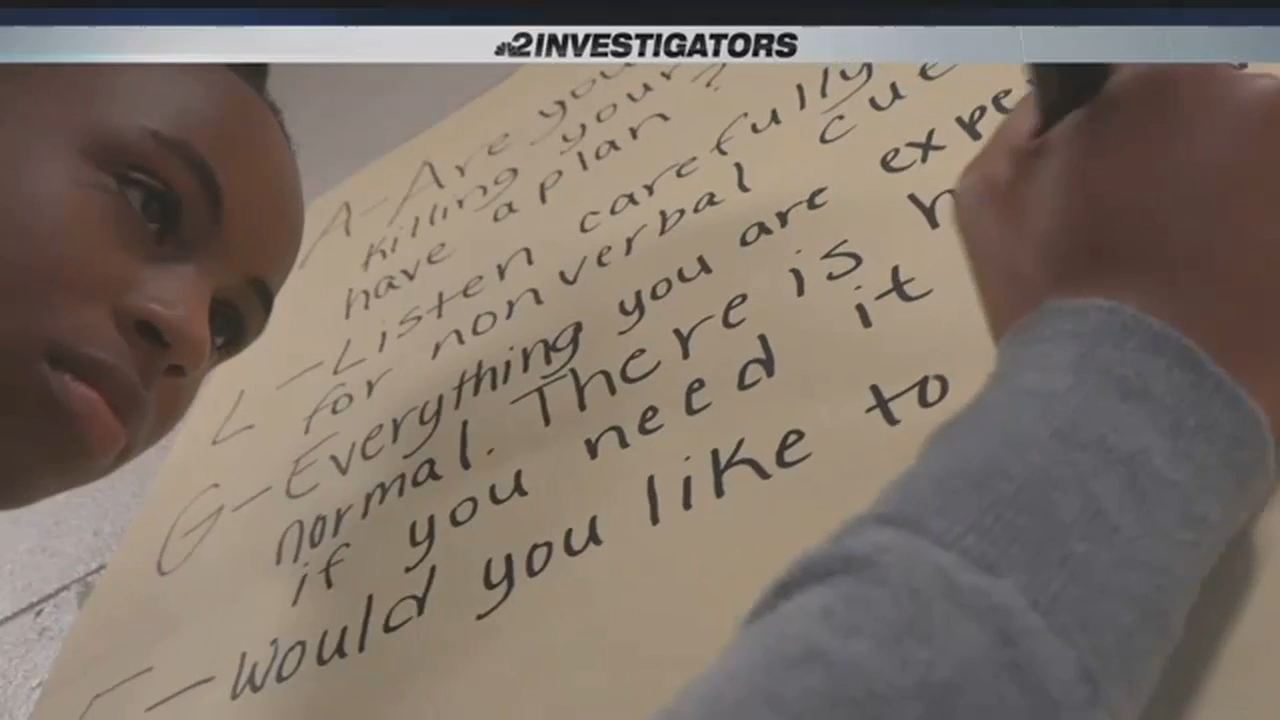 2INVESTIGATORS
A-Are you
killing your
have a plan?
L-Listen carefully
for nonverbal cue
G-Everything you are expe
normal. There is h
if you need it
-Would you like to